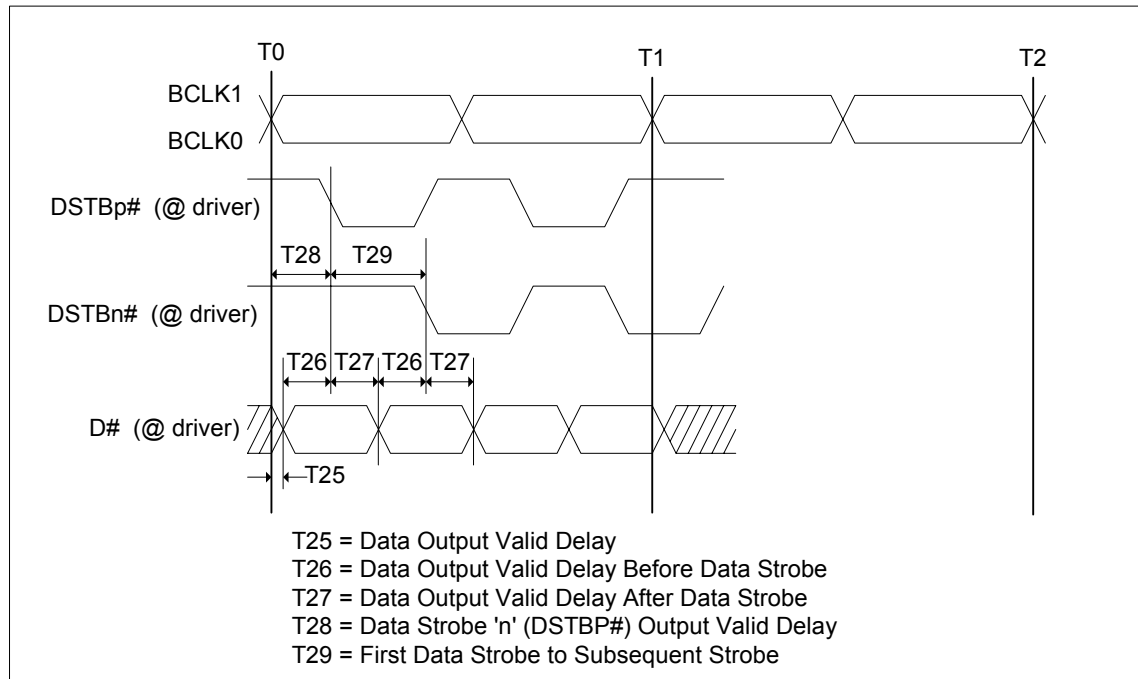 T0
T1
T2
BCLK1
BCLK0
DSTBp# (@ driver)
T28
T29
DSTBn# (@ driver)
T26
T27
T26
T27
D# (@ driver)
T25
T25 = Data Output Valid Delay
T26 = Data Output Valid Delay Before Data Strobe
T27 = Data Output Valid Delay After Data Strobe
T28 = Data Strobe 'n' (DSTBP#) Output Valid Delay
T29 = First Data Strobe to Subsequent Strobe